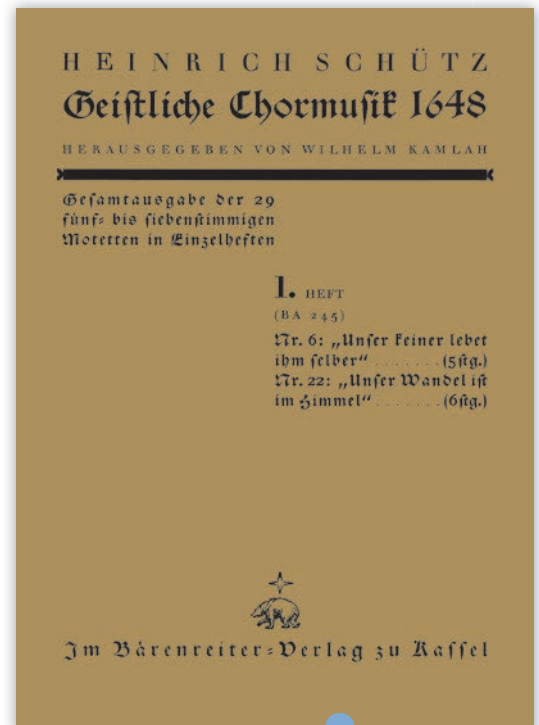 HEINRICH SCHÜTZ
Geiſtliche Chormuſik 1648
HERAUSGEGEBEN VON WILHELM KAMLAH
Geſamtausgabe der 29
fünf- bis ſiebenſtimmigen
Motetten in Einzelheften
1. HEFT
(BA 245)
Nr. 6: „Unſer keiner lebet
ihm ſelber“ ....... (5ſtg.)
Nr. 22: „Unſer Wandel iſt
im Himmel“ ....... (6ſtg.)
Im Bärenreiter-Verlag zu Kaſſel